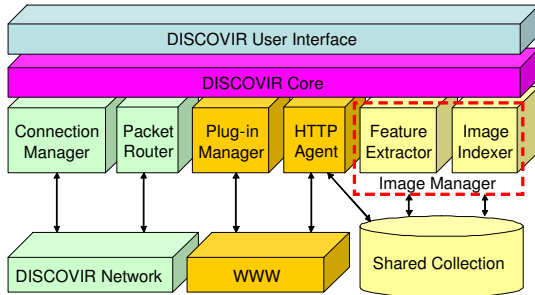 DISCOVIR User Interface
DISCOVIR Core
Connection
Manager
Packet
Router
Plug-in
Manager
HTTP
Agent
Feature
Extractor
Image
Indexer
Image Manager
DISCOVIR Network
WWW
Shared Collection